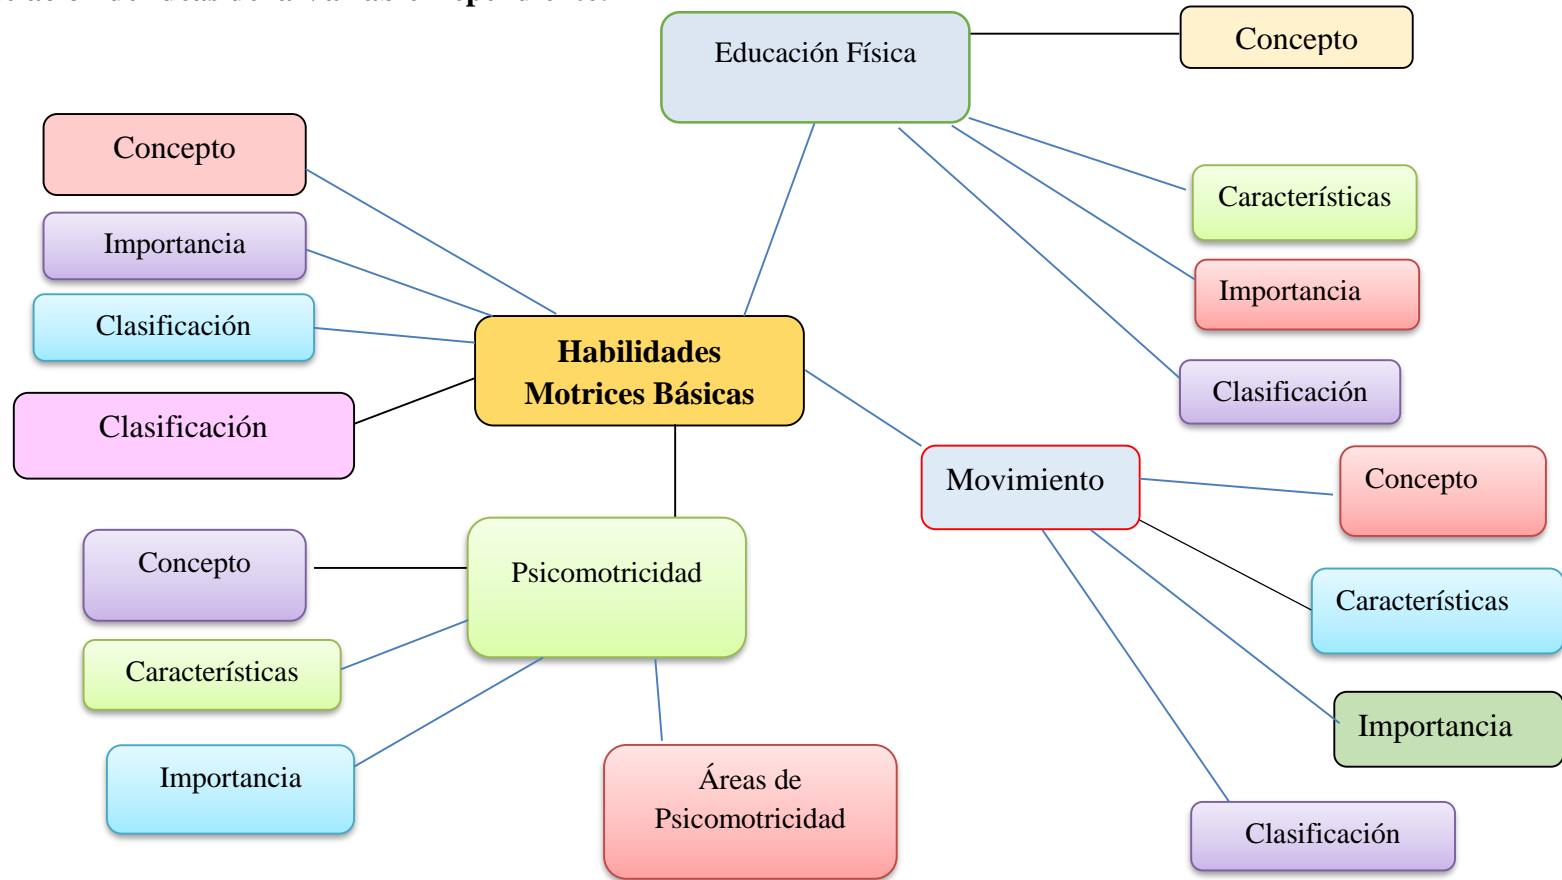 Educación Física
Concepto
Concepto
Importancia
Clasificación
Clasificación
Características
Importancia
Clasificación
Habilidades
Motrices Básicas
Movimiento
Concepto
Características
Importancia
Clasificación
Psicomotricidad
Concepto
Características
Importancia
Áreas de
Psicomotricidad